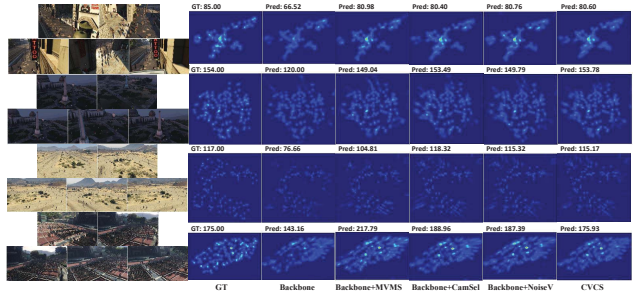 GT: 85.00 Pred: 66.52 Pred: 80.98 Pred: 80.40 Pred: 80.76 Pred: 80.60
GT: 154.00 Pred: 120.00 Pred: 149.04 Pred: 153.49 Pred: 149.79 Pred: 153.78
GT: 117.00 Pred: 76.66 Pred: 104.81 Pred: 118.32 Pred: 115.32 Pred: 115.17
GT: 175.00 Pred: 143.16 Pred: 217.79 Pred: 188.96 Pred: 187.39 Pred: 175.93
GT Backbone Backbone+MVMS Backbone+CamSel Backbone+NoiseV CVCS